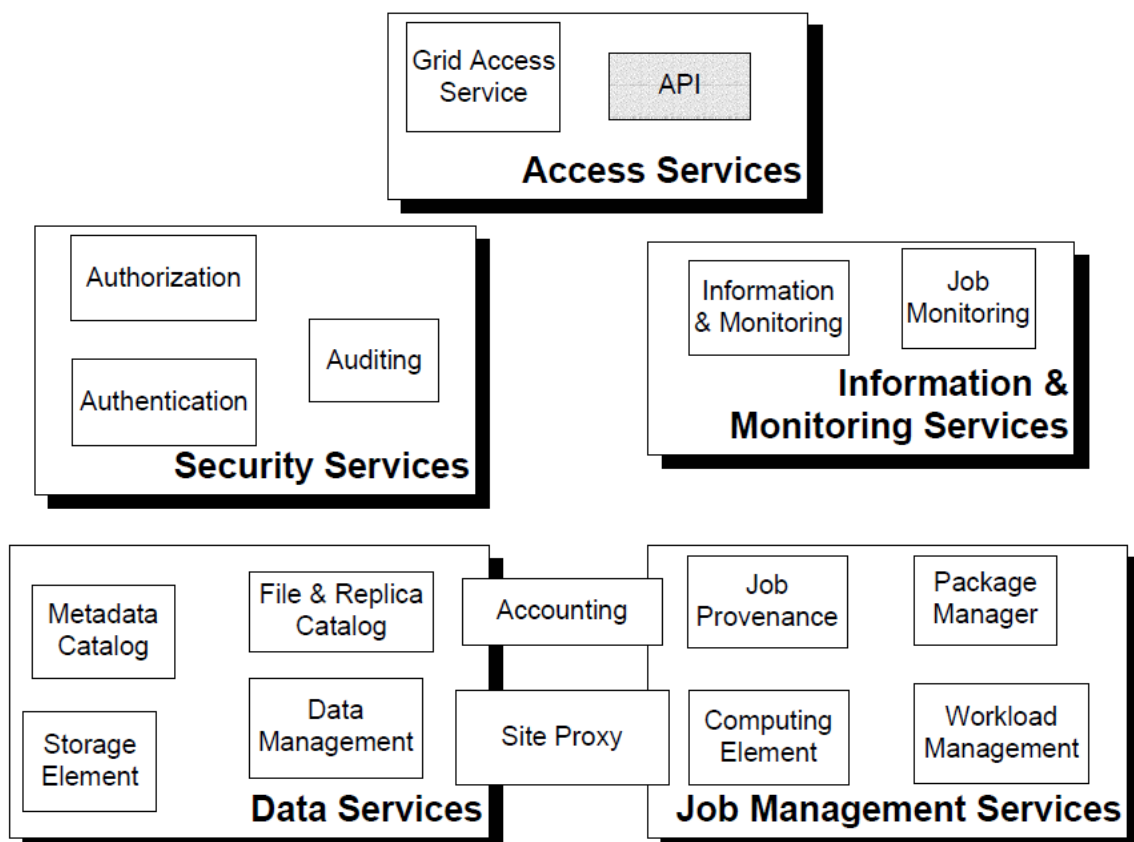 Grid Access
Service
API
Access Services
Authorization
Auditing
Authentication
Security Services
Information
& Monitoring
Job
Monitoring
Information &
Monitoring Services
Metadata
Catalog
File & Replica
Catalog
Storage
Element
Data
Management
Data Services
Accounting
Site Proxy
Job
Provenance
Package
Manager
Computing
Element
Workload
Management
Job Management Services